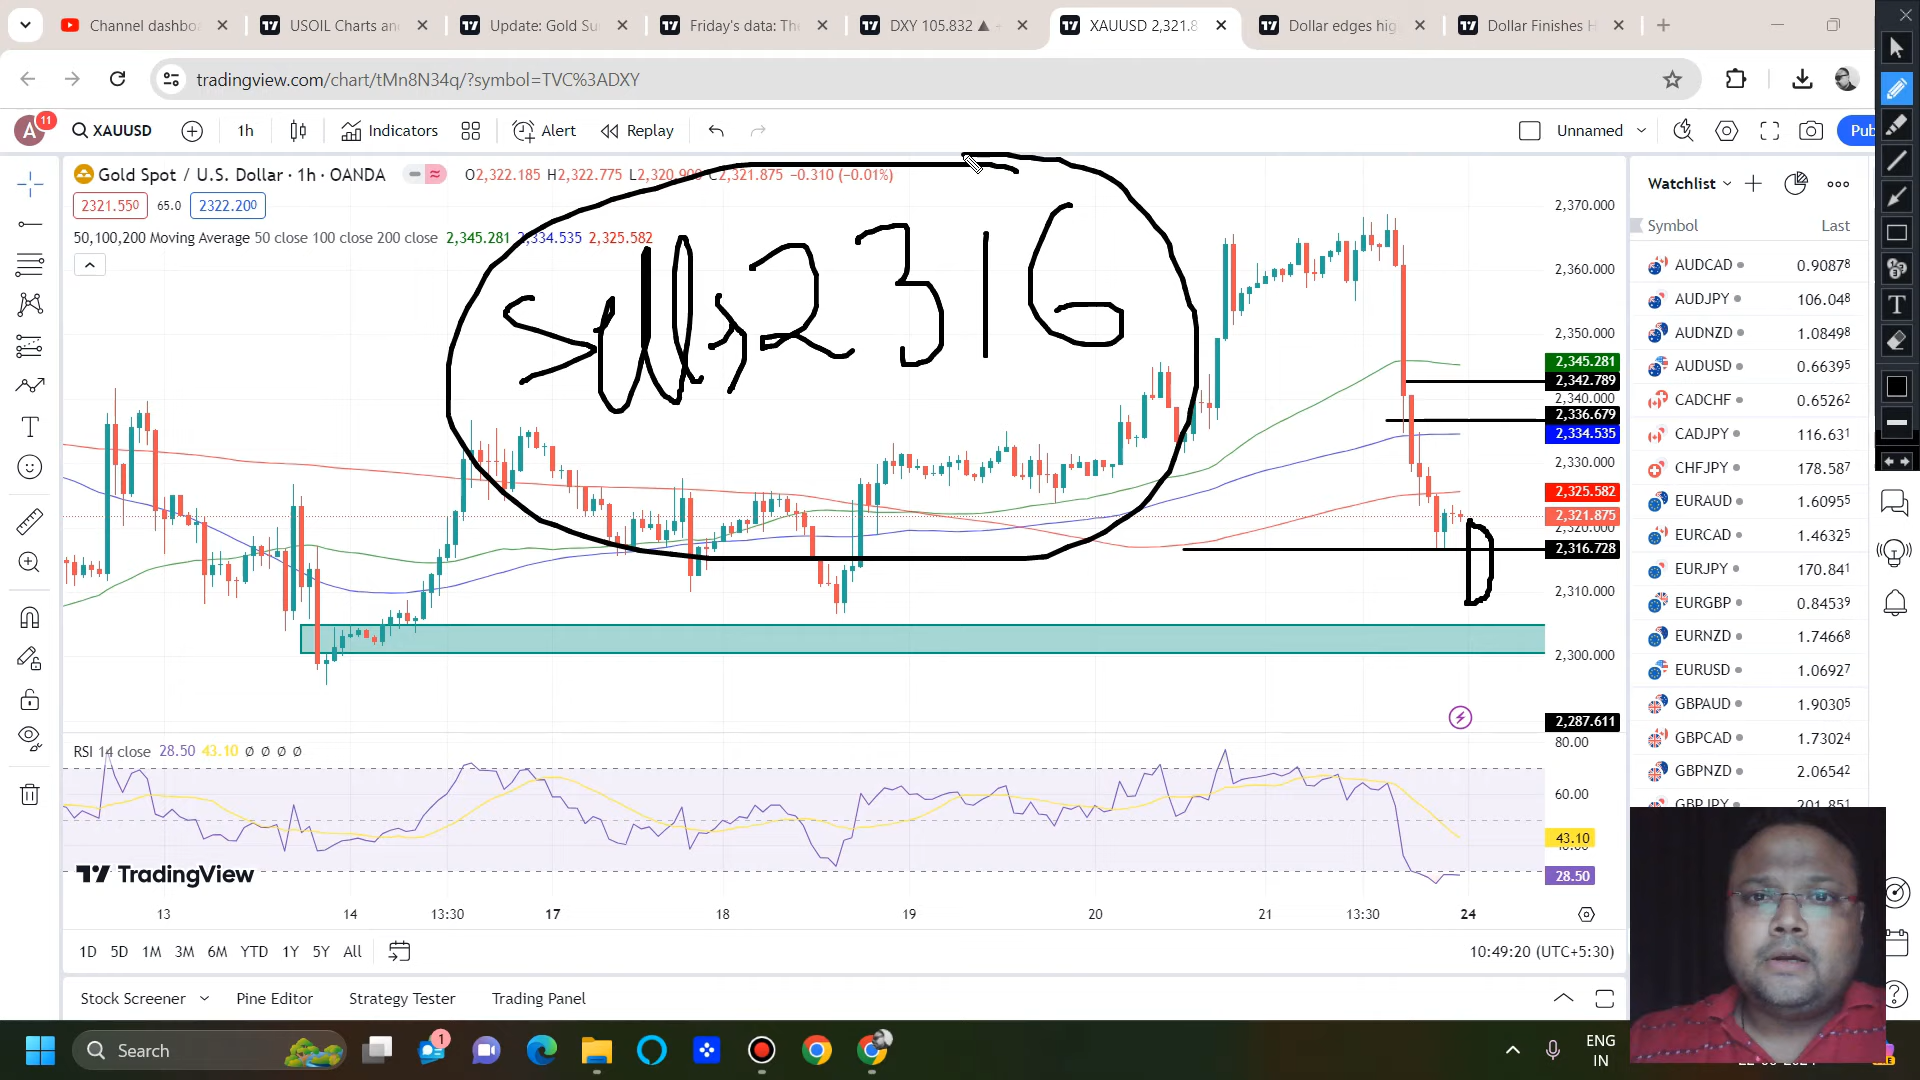 Channel dashbo
USOIL Charts an
Update: Gold Su
Friday's data: Th
DXY 105.832 ▲
XAUUSD 2,321.8
Dollar edges hig
Dollar Finishes H
tradingview.com/chart/tMn8N34q/?symbol=TVC%3ADXY
A 11 XAUUSD 1h Indicators Alert Replay Unnamed Pub
Gold Spot / U.S. Dollar · 1h · OANDA O2,322.185 H2,322.775 L2,320.900 C2,321.875 −0.310 (−0.01%)
2321.550 65.0 2322.200
50,100,200 Moving Average 50 close 100 close 200 close 2,345.281 2,334.535 2,325.582
sells 2316
2,370.000
2,360.000
2,350.000
2,345.281
2,342.789
2,340.000
2,336.679
2,334.535
2,330.000
2,325.582
2,321.875
2,320.000
2,316.728
2,310.000
2,300.000
2,287.611
RSI 14 close 28.50 43.10 ∅ ∅ ∅ ∅
80.00
60.00
43.10
28.50
TradingView
13 14 13:30 17 18 19 20 21 13:30 24
1D 5D 1M 3M 6M YTD 1Y 5Y All
10:49:20 (UTC+5:30)
Stock Screener Pine Editor Strategy Tester Trading Panel
Watchlist
Symbol Last
AUDCAD 0.90878
AUDJPY 106.048
AUDNZD 1.08498
AUDUSD 0.66395
CADCHF 0.65262
CADJPY 116.631
CHFJPY 178.587
EURAUD 1.60955
EURCAD 1.46325
EURJPY 170.841
EURGBP 0.84539
EURNZD 1.74668
EURUSD 1.06927
GBPAUD 1.90305
GBPCAD 1.73024
GBPNZD 2.06542
GBPJPY 201.851
Search
1
ENG
IN